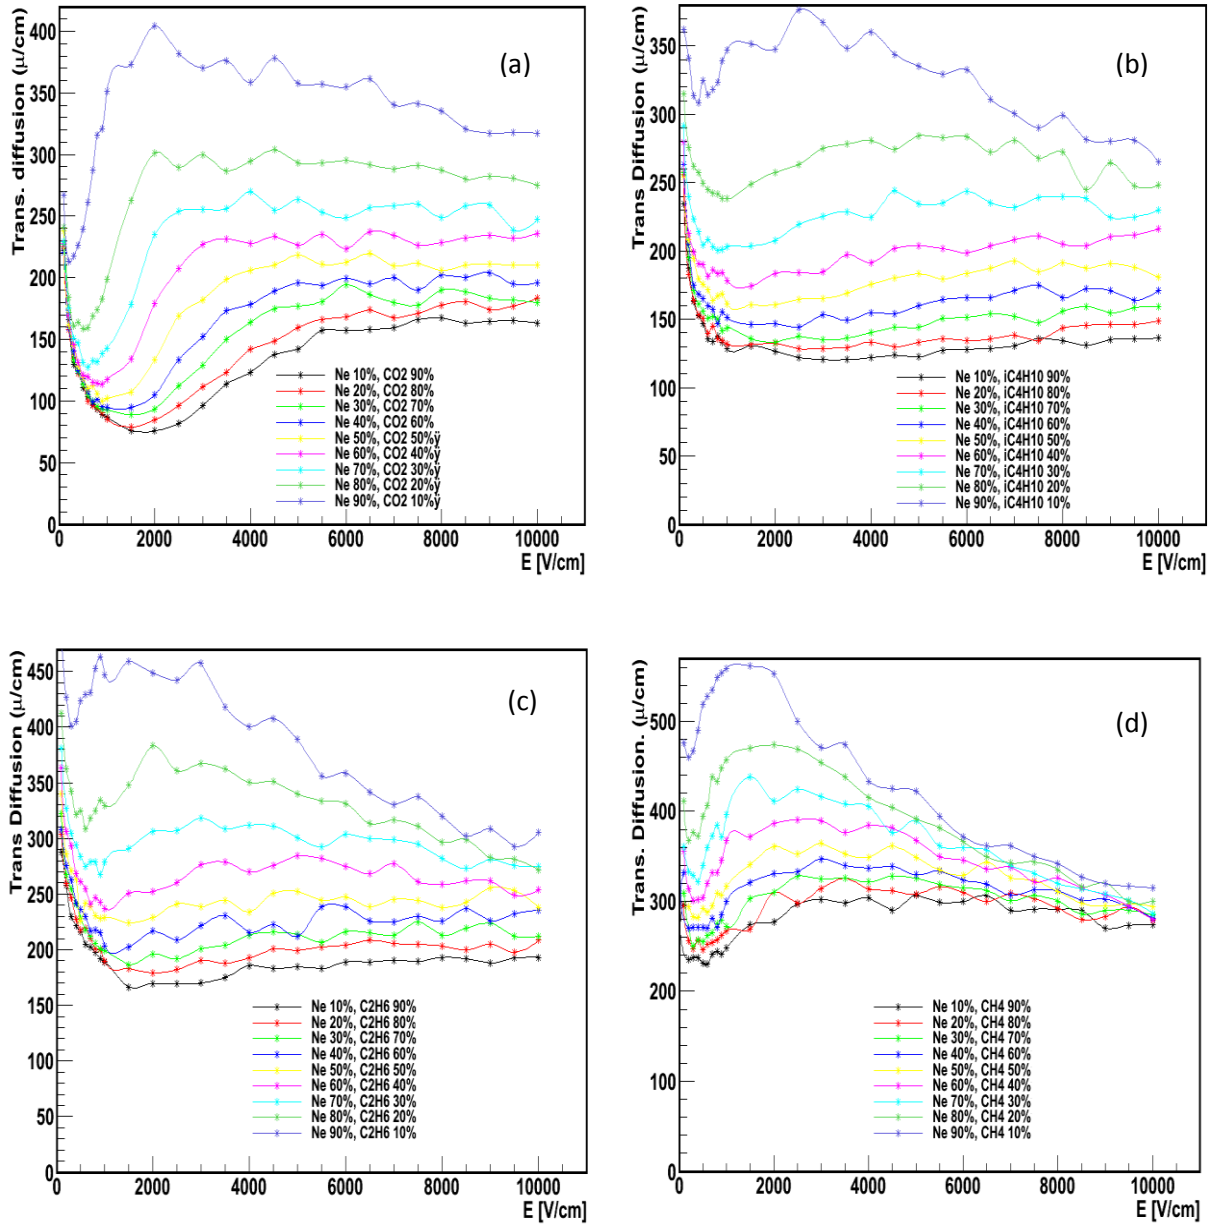 (a)
Trans. diffusion (μ/cm)
400
350
300
250
200
150
100
50
0
Ne 10%, CO2 90%
Ne 20%, CO2 80%
Ne 30%, CO2 70%
Ne 40%, CO2 60%
Ne 50%, CO2 50%ÿ
Ne 60%, CO2 40%ÿ
Ne 70%, CO2 30%ÿ
Ne 80%, CO2 20%ÿ
Ne 90%, CO2 10%ÿ
0 2000 4000 6000 8000 10000
E [V/cm]
(b)
Trans Diffusion (μ/cm)
350
300
250
200
150
100
50
0
Ne 10%, iC4H10 90%
Ne 20%, iC4H10 80%
Ne 30%, iC4H10 70%
Ne 40%, iC4H10 60%
Ne 50%, iC4H10 50%
Ne 60%, iC4H10 40%
Ne 70%, iC4H10 30%
Ne 80%, iC4H10 20%
Ne 90%, iC4H10 10%
0 2000 4000 6000 8000 10000
E [V/cm]
(c)
Trans Diffusion (μ/cm)
450
400
350
300
250
200
150
100
50
0
Ne 10%, C2H6 90%
Ne 20%, C2H6 80%
Ne 30%, C2H6 70%
Ne 40%, C2H6 60%
Ne 50%, C2H6 50%
Ne 60%, C2H6 40%
Ne 70%, C2H6 30%
Ne 80%, C2H6 20%
Ne 90%, C2H6 10%
0 2000 4000 6000 8000 10000
E [V/cm]
(d)
Trans. Diffusion. (μ/cm)
500
400
300
200
100
0
Ne 10%, CH4 90%
Ne 20%, CH4 80%
Ne 30%, CH4 70%
Ne 40%, CH4 60%
Ne 50%, CH4 50%
Ne 60%, CH4 40%
Ne 70%, CH4 30%
Ne 80%, CH4 20%
Ne 90%, CH4 10%
0 2000 4000 6000 8000 10000
E [V/cm]